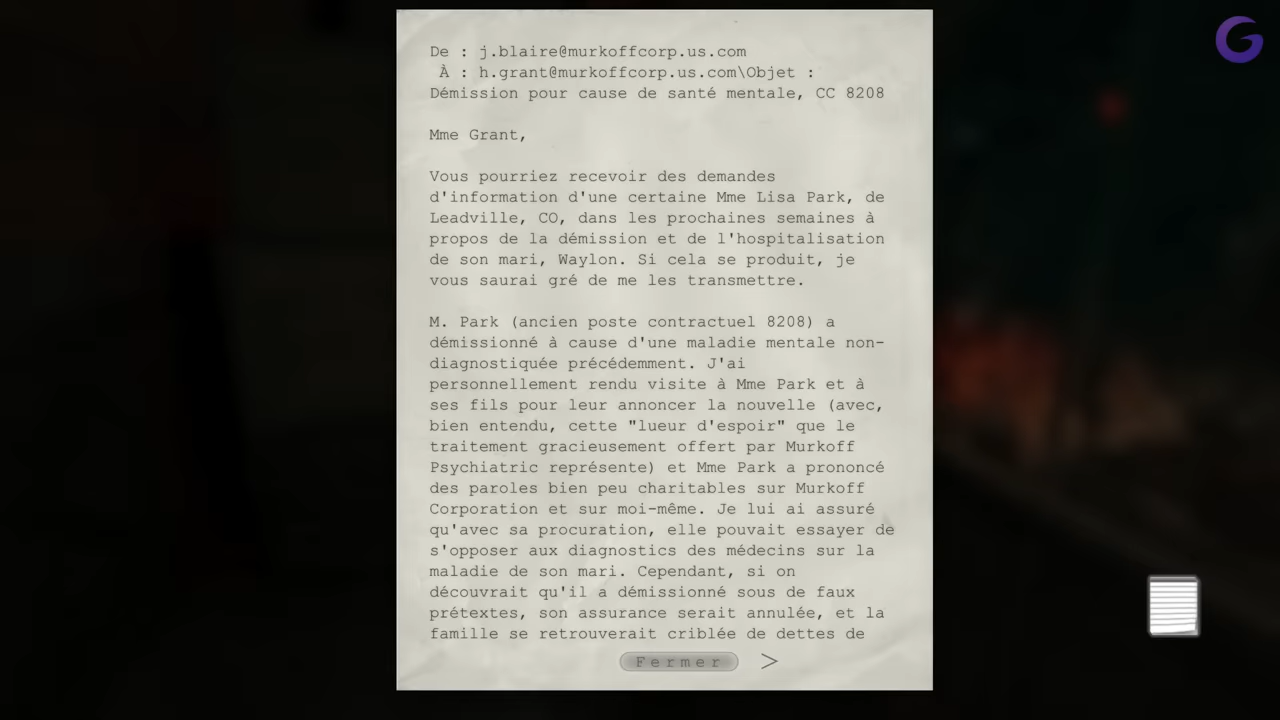 De : j.blaire@murkoffcorp.us.com
À : h.grant@murkoffcorp.us.com\Objet :
Démission pour cause de santé mentale, CC 8208
Mme Grant,
Vous pourriez recevoir des demandes
d'information d'une certaine Mme Lisa Park, de
Leadville, CO, dans les prochaines semaines à
propos de la démission et de l'hospitalisation
de son mari, Waylon. Si cela se produit, je
vous saurai gré de me les transmettre.
M. Park (ancien poste contractuel 8208) a
démissionné à cause d'une maladie mentale non-
diagnostiquée précédemment. J'ai
personnellement rendu visite à Mme Park et à
ses fils pour leur annoncer la nouvelle (avec,
bien entendu, cette "lueur d'espoir" que le
traitement gracieusement offert par Murkoff
Psychiatric représente) et Mme Park a prononcé
des paroles bien peu charitables sur Murkoff
Corporation et sur moi-même. Je lui ai assuré
qu'avec sa procuration, elle pouvait essayer de
s'opposer aux diagnostics des médecins sur la
maladie de son mari. Cependant, si on
découvrait qu'il a démissionné sous de faux
prétextes, son assurance serait annulée, et la
famille se retrouverait criblée de dettes de
Fermer >